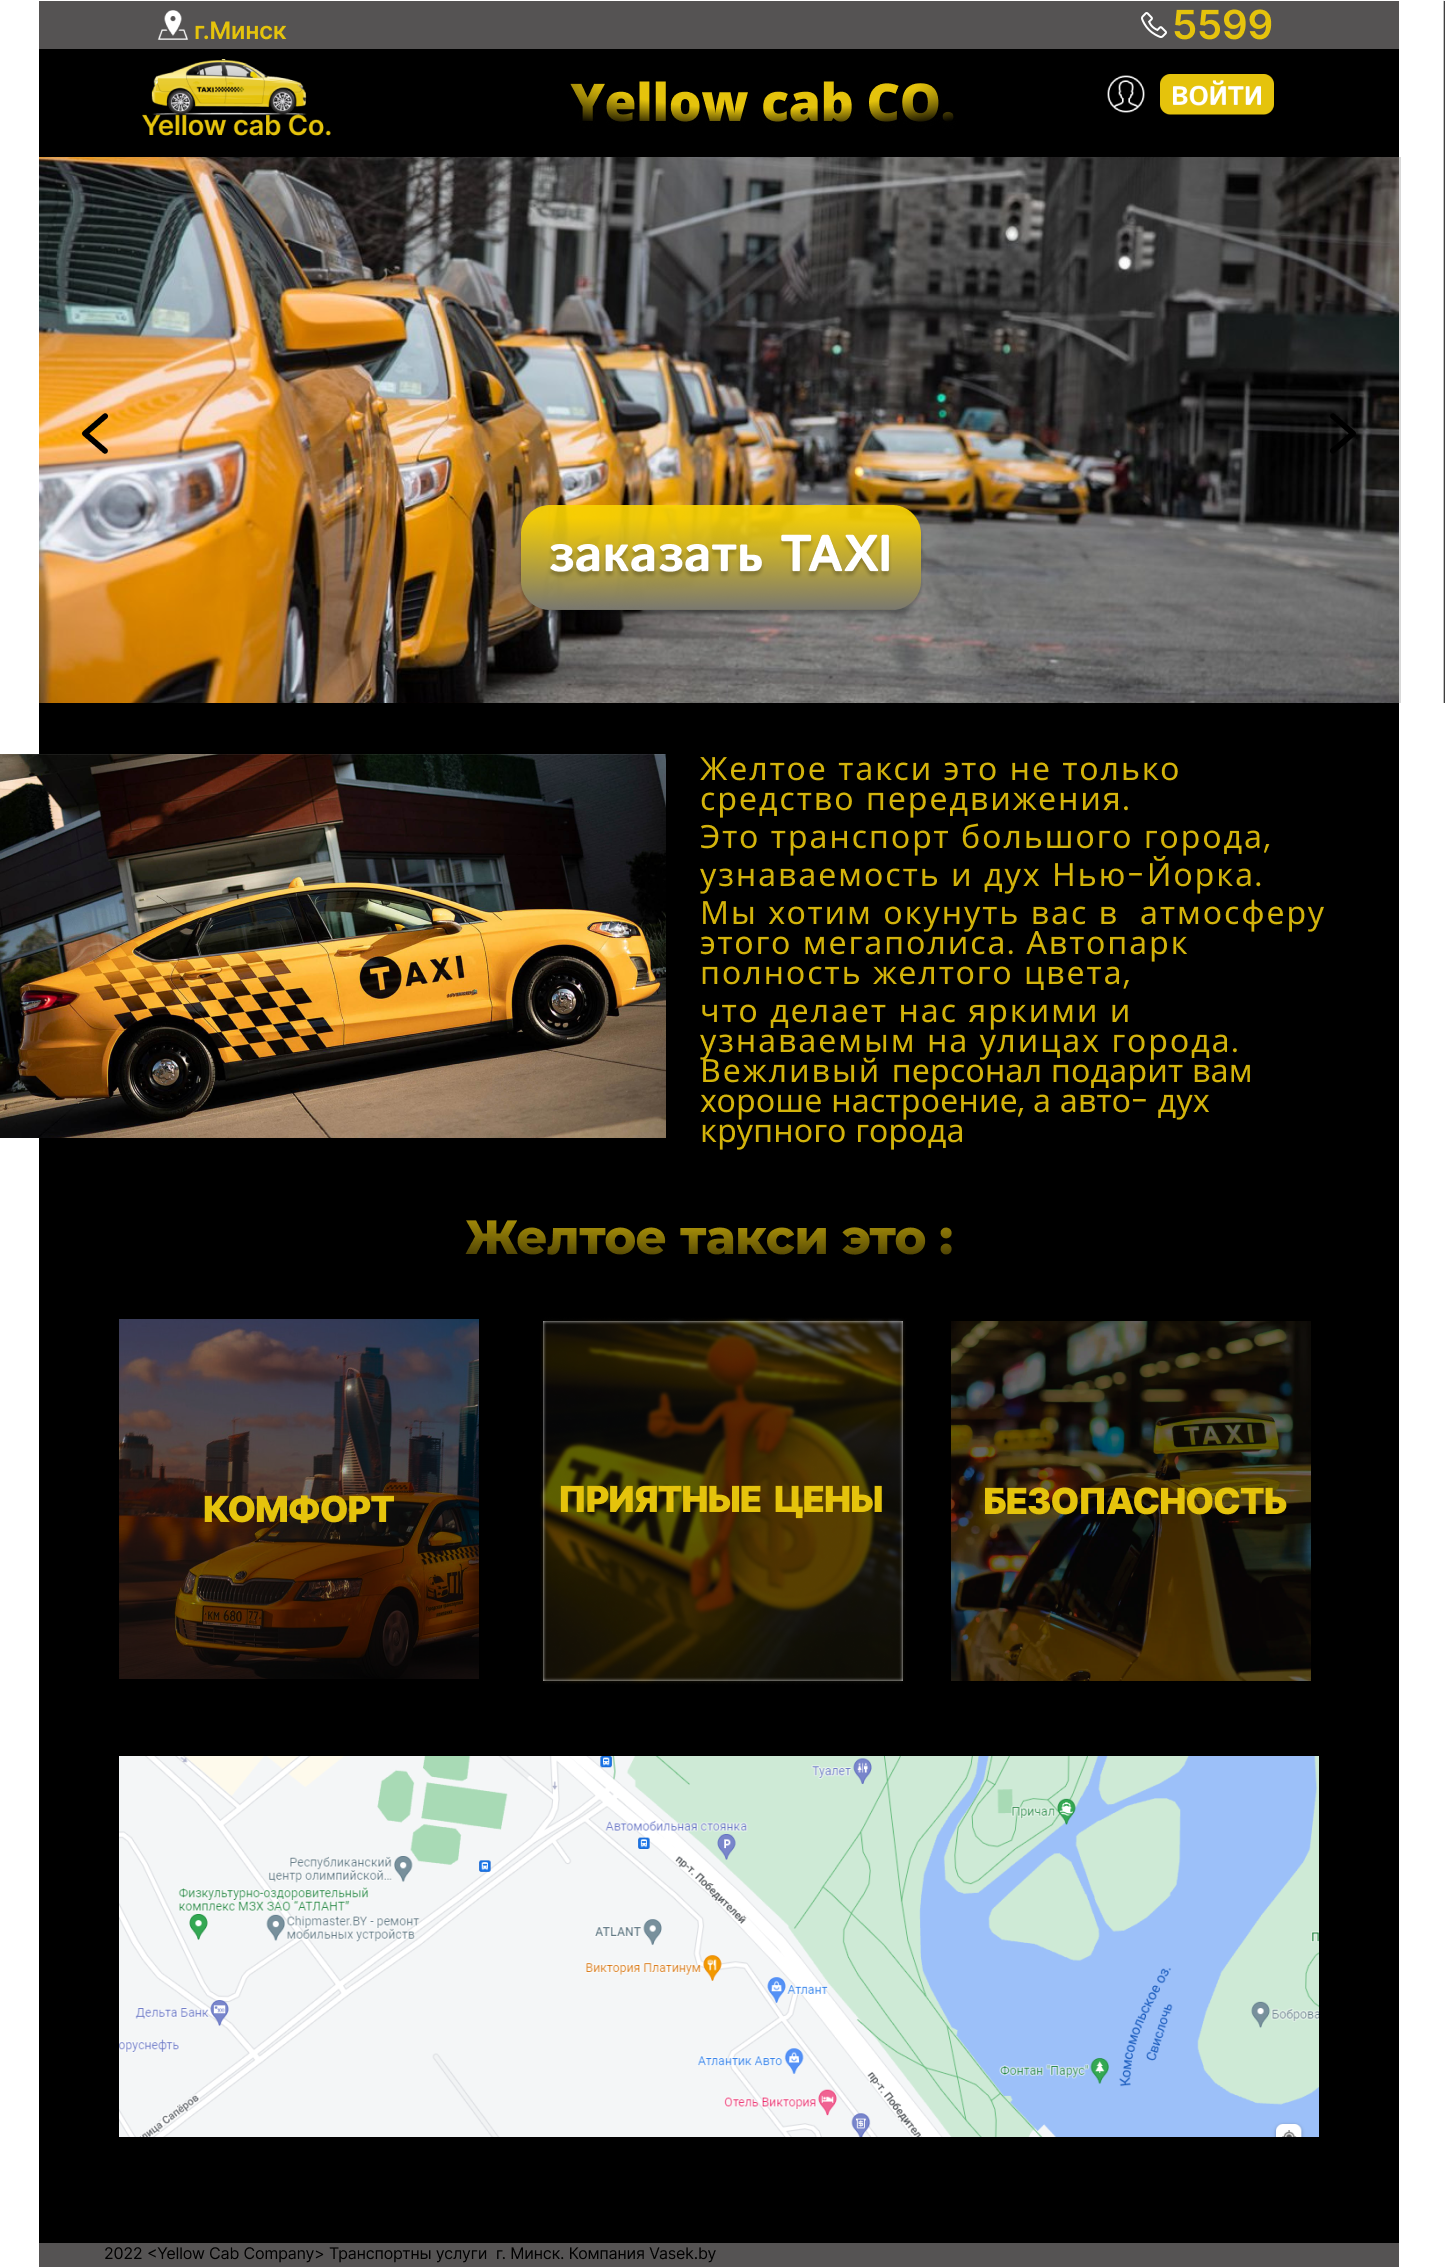 г.Минск
5599
TAXI
Yellow cab Co.
Yellow cab CO.
ВОЙТИ
заказать TAXI
Желтое такси это не только
средство передвижения.
Это транспорт большого города,
узнаваемость и дух Нью-Йорка.
Мы хотим окунуть вас в атмосферу
этого мегаполиса. Автопарк
полность желтого цвета,
что делает нас яркими и
узнаваемым на улицах города.
Вежливый персонал подарит вам
хороше настроение, а авто- дух
крупного города
TAXI
Желтое такси это :
КОМФОРТ
КМ 680 77
ПРИЯТНЫЕ ЦЕНЫ
TAXI
TAXI
БЕЗОПАСНОСТЬ
Туалет
Причал
Автомобильная стоянка
P
Республиканский
центр олимпийской...
пр-т. Победителей
Физкультурно-оздоровительный
комплекс МЗХ ЗАО "АТЛАНТ"
Chipmaster.BY - ремонт
мобильных устройств
ATLANT
П
Виктория Платинум
Атлант
Комсомольское оз.
Свислочь
Дельта Банк
Боброва
оруснефть
Атлантик Авто
Фонтан "Парус"
Отель Виктория
пр-т. Победител
лица Сапёров
2022 <Yellow Cab Company> Транспортны услуги г. Минск. Компания Vasek.by